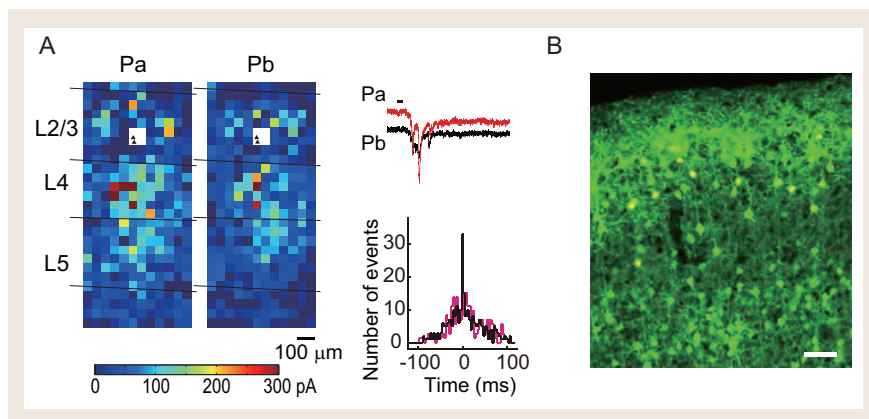 A
B
Pa
Pb
L2/3
L4
L5
100 μm
0
100
200
300 pA
Pa
Pb
Number of events
30
20
10
0
-100
0
100
Time (ms)